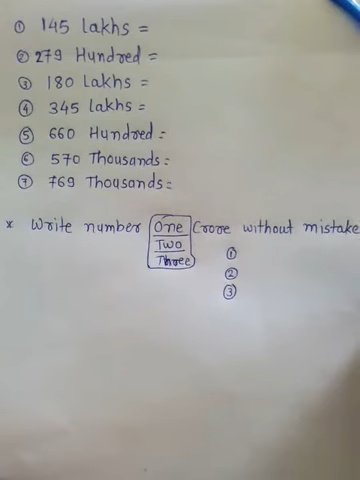 ① 145 lakhs =
② 279 Hundred =
③ 180 Lakhs =
④ 345 lakhs =
⑤ 660 Hundred =
⑥ 570 Thousands =
⑦ 769 Thousands =
* Write number One Crore without mistake
Two
Three
①
②
③